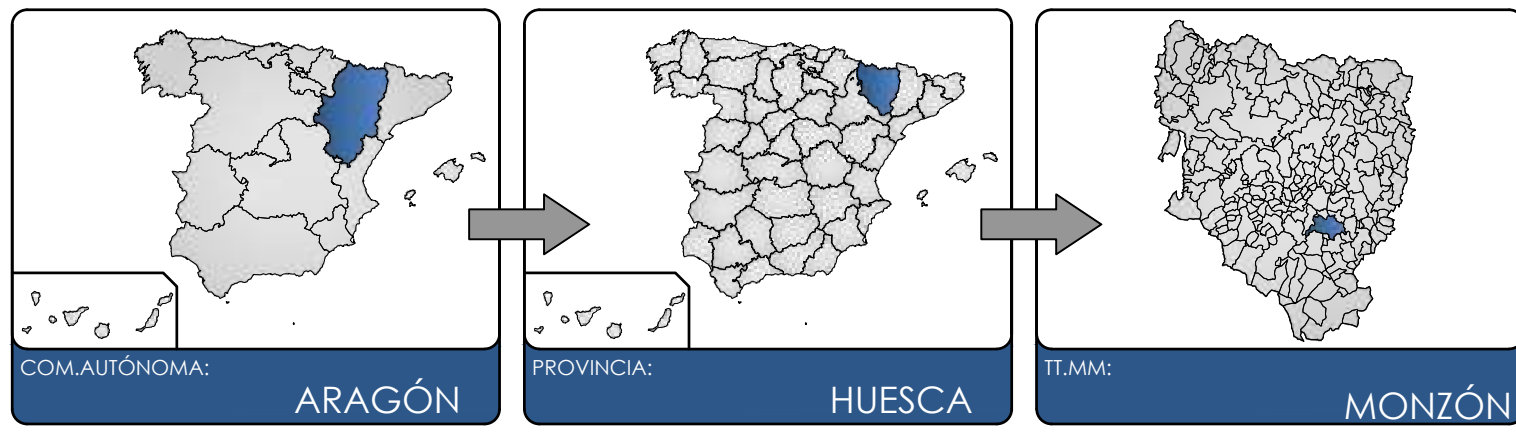 COM.AUTÓNOMA:
ARAGÓN
PROVINCIA:
HUESCA
TT.MM:
MONZÓN